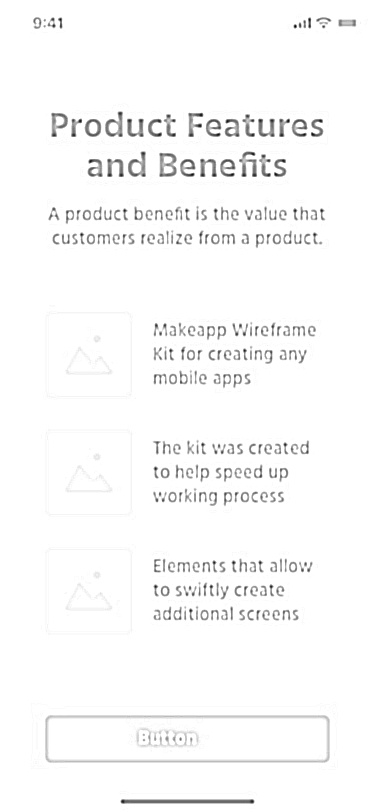 9:41
Product Features
and Benefits
A product benefit is the value that
customers realize from a product.
Makeapp Wireframe
Kit for creating any
mobile apps
The kit was created
to help speed up
working process
Elements that allow
to swiftly create
additional screens
Button